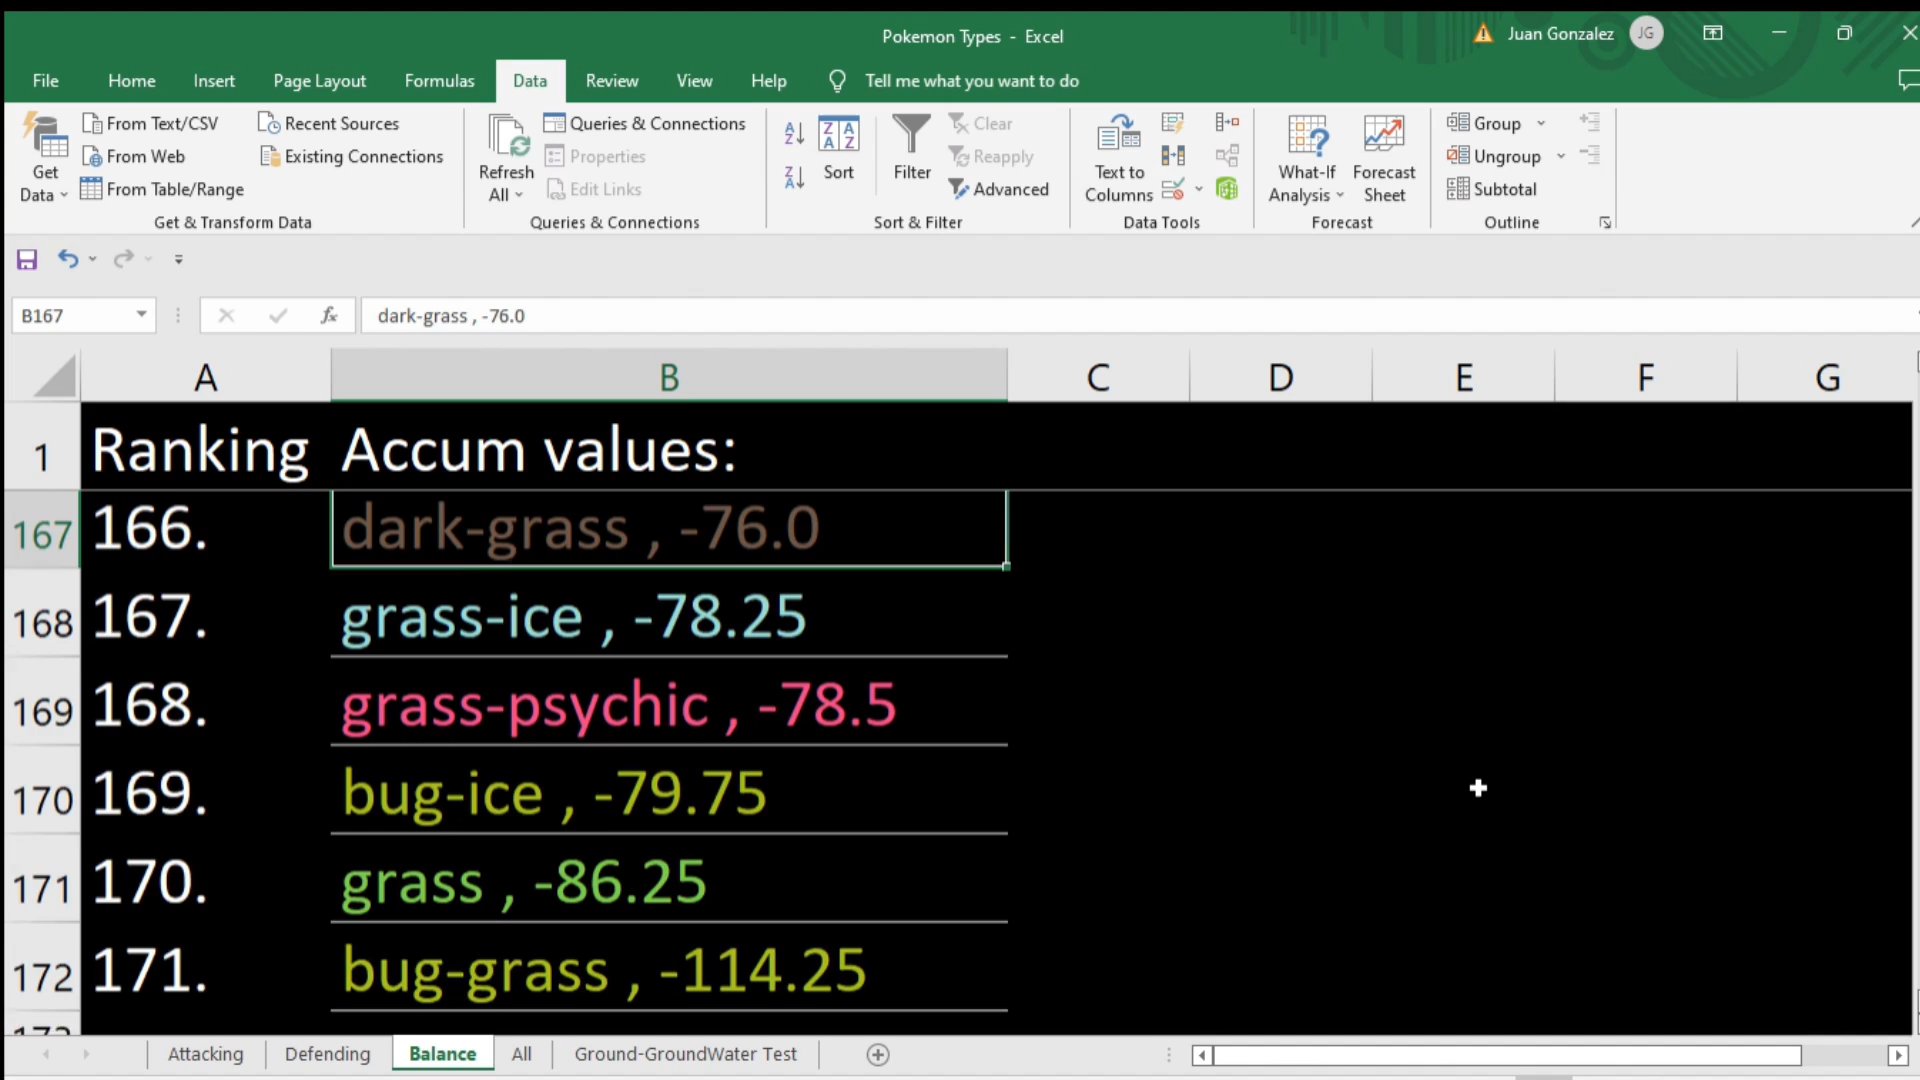 Pokemon Types - Excel
Juan Gonzalez JG
File Home Insert Page Layout Formulas Data Review View Help Tell me what you want to do
Get Data
From Text/CSV
From Web
From Table/Range
Recent Sources
Existing Connections
Get & Transform Data
Refresh All
Queries & Connections
Properties
Edit Links
Queries & Connections
Sort
Filter
Clear
Reapply
Advanced
Sort & Filter
Text to Columns
Data Tools
What-If Analysis
Forecast Sheet
Forecast
Group
Ungroup
Subtotal
Outline
B167 fx dark-grass , -76.0
A B C D E F G
1 Ranking Accum values:
167 166. dark-grass , -76.0
168 167. grass-ice , -78.25
169 168. grass-psychic , -78.5
170 169. bug-ice , -79.75
171 170. grass , -86.25
172 171. bug-grass , -114.25
Attacking Defending Balance All Ground-GroundWater Test